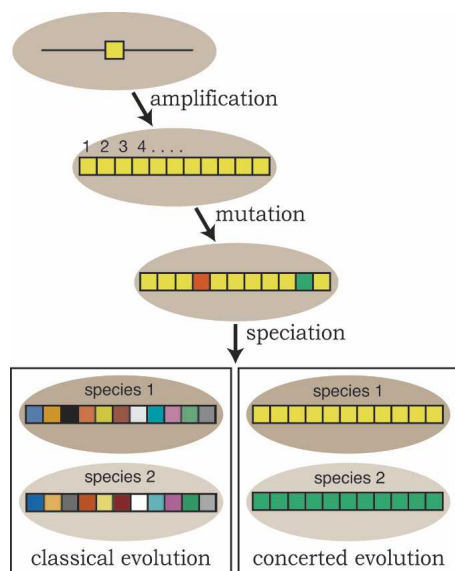 amplification
1 2 3 4 . . . .
mutation
speciation
species 1
species 2
classical evolution
species 1
species 2
concerted evolution